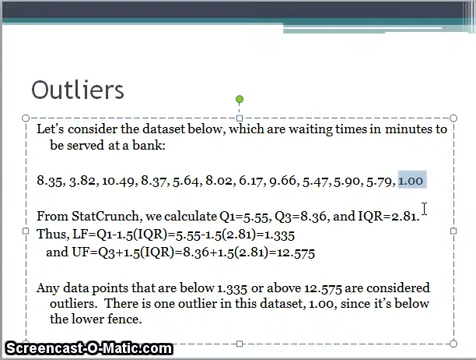 Outliers
Let's consider the dataset below, which are waiting times in minutes to
be served at a bank:
8.35, 3.82, 10.49, 8.37, 5.64, 8.02, 6.17, 9.66, 5.47, 5.90, 5.79, 1.00
From StatCrunch, we calculate Q1=5.55, Q3=8.36, and IQR=2.81.
Thus, LF=Q1-1.5(IQR)=5.55-1.5(2.81)=1.335
and UF=Q3+1.5(IQR)=8.36+1.5(2.81)=12.575
Any data points that are below 1.335 or above 12.575 are considered
outliers. There is one outlier in this dataset, 1.00, since it's below
the lower fence.
Screencast-O-Matic.com